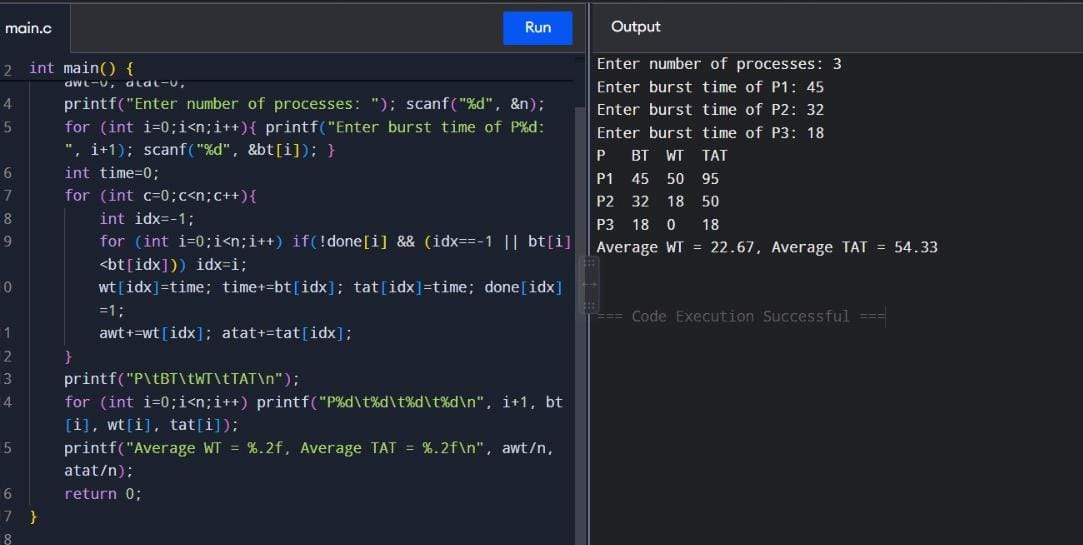 main.c
Run
2 int main() {
4 printf("Enter number of processes: "); scanf("%d", &n);
5 for (int i=0;i<n;i++){ printf("Enter burst time of P%d:
", i+1); scanf("%d", &bt[i]); }
6 int time=0;
7 for (int c=0;c<n;c++){
8 int idx=-1;
9 for (int i=0;i<n;i++) if(!done[i] && (idx==-1 || bt[i]
<bt[idx])) idx=i;
0 wt[idx]=time; time+=bt[idx]; tat[idx]=time; done[idx]
=1;
1 awt+=wt[idx]; atat+=tat[idx];
2 }
3 printf("P\tBT\tWT\tTAT\n");
4 for (int i=0;i<n;i++) printf("P%d\t%d\t%d\t%d\n", i+1, bt
[i], wt[i], tat[i]);
5 printf("Average WT = %.2f, Average TAT = %.2f\n", awt/n,
atat/n);
6 return 0;
7 }
8
Output
Enter number of processes: 3
Enter burst time of P1: 45
Enter burst time of P2: 32
Enter burst time of P3: 18
P BT WT TAT
P1 45 50 95
P2 32 18 50
P3 18 0 18
Average WT = 22.67, Average TAT = 54.33
=== Code Execution Successful ===